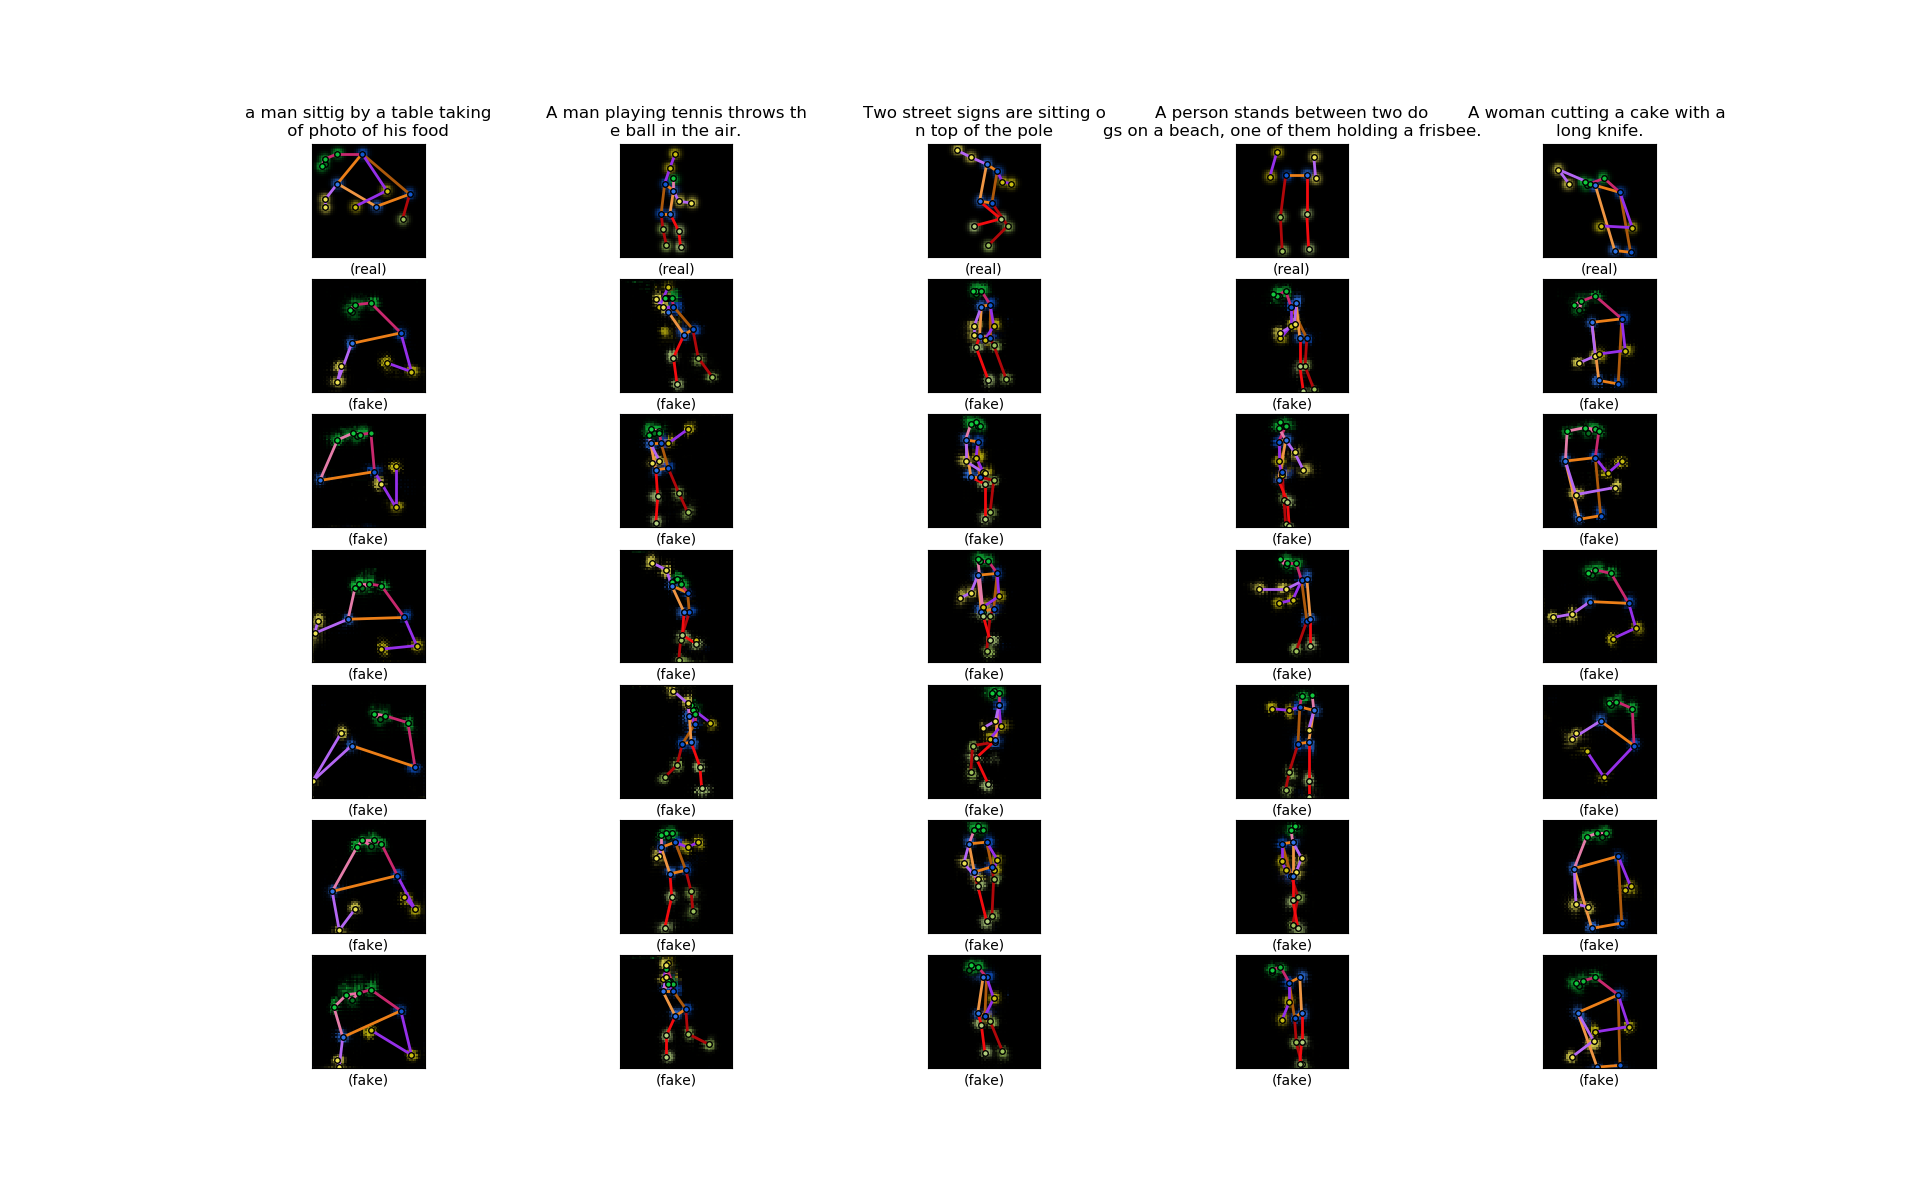 a man sittig by a table taking
of photo of his food
A man playing tennis throws th
e ball in the air.
Two street signs are sitting o
n top of the pole
A person stands between two do
gs on a beach, one of them holding a frisbee.
A woman cutting a cake with a
long knife.
(real) (real) (real) (real) (real)
(fake) (fake) (fake) (fake) (fake)
(fake) (fake) (fake) (fake) (fake)
(fake) (fake) (fake) (fake) (fake)
(fake) (fake) (fake) (fake) (fake)
(fake) (fake) (fake) (fake) (fake)
(fake) (fake) (fake) (fake) (fake)